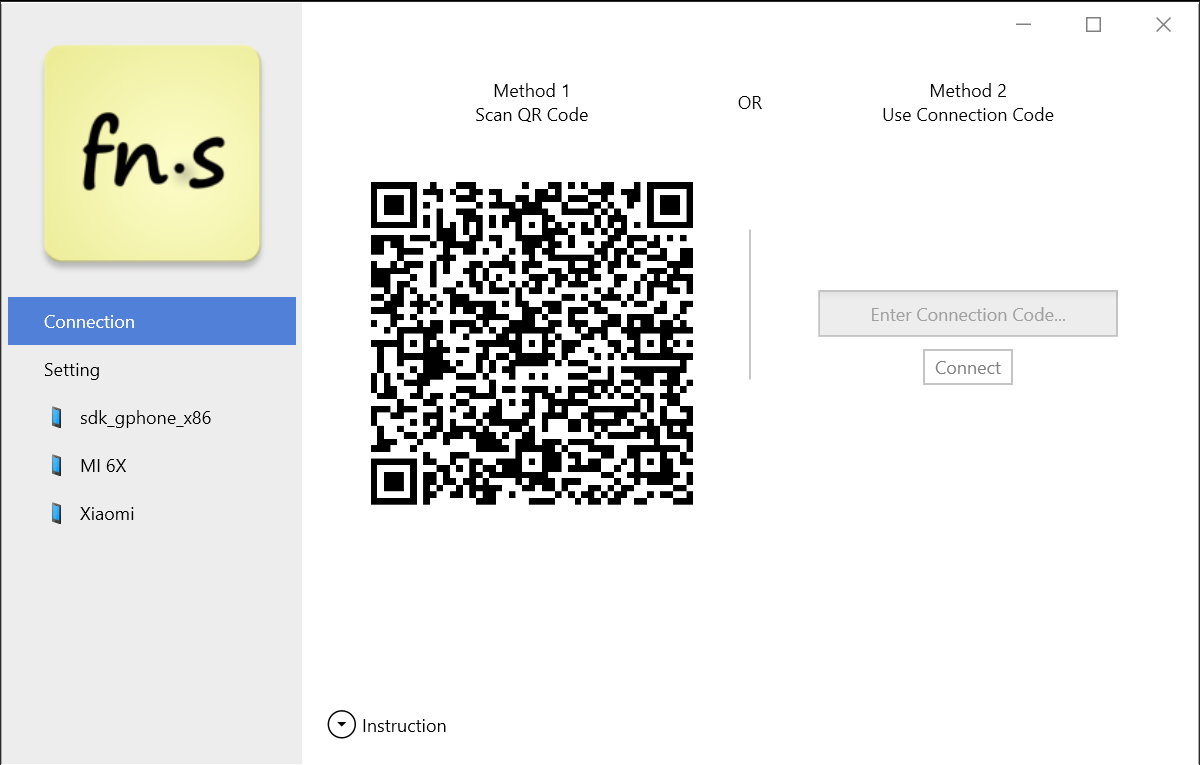 fn.s
Connection
Setting
sdk_gphone_x86
MI 6X
Xiaomi
Method 1
Scan QR Code
OR
Method 2
Use Connection Code
Enter Connection Code...
Connect
Instruction